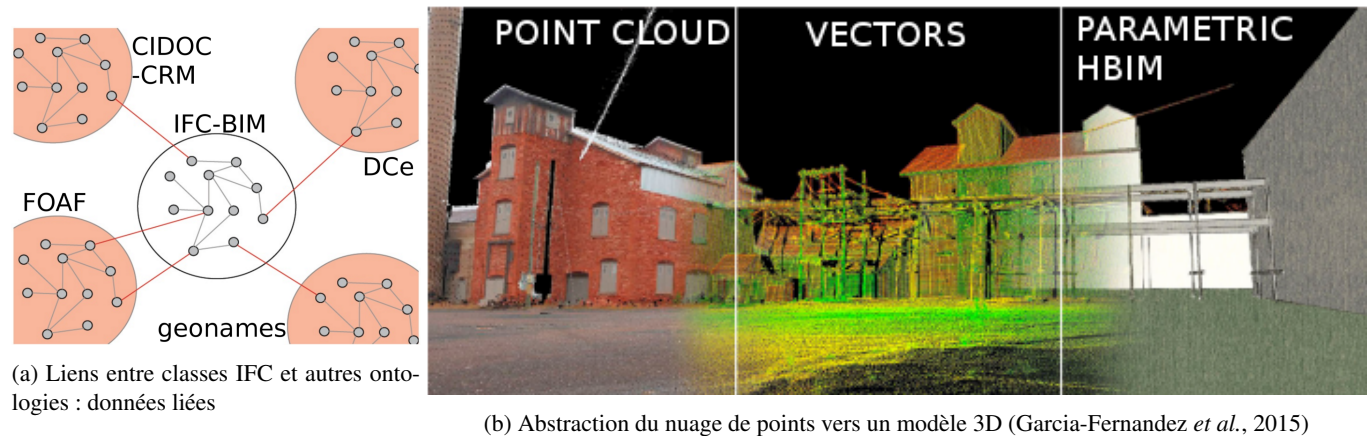 CIDOC
-CRM
IFC-BIM
DCe
FOAF
geonames
(a) Liens entre classes IFC et autres onto-
logies : données liées
POINT CLOUD
VECTORS
PARAMETRIC
HBIM
(b) Abstraction du nuage de points vers un modèle 3D (Garcia-Fernandez et al., 2015)